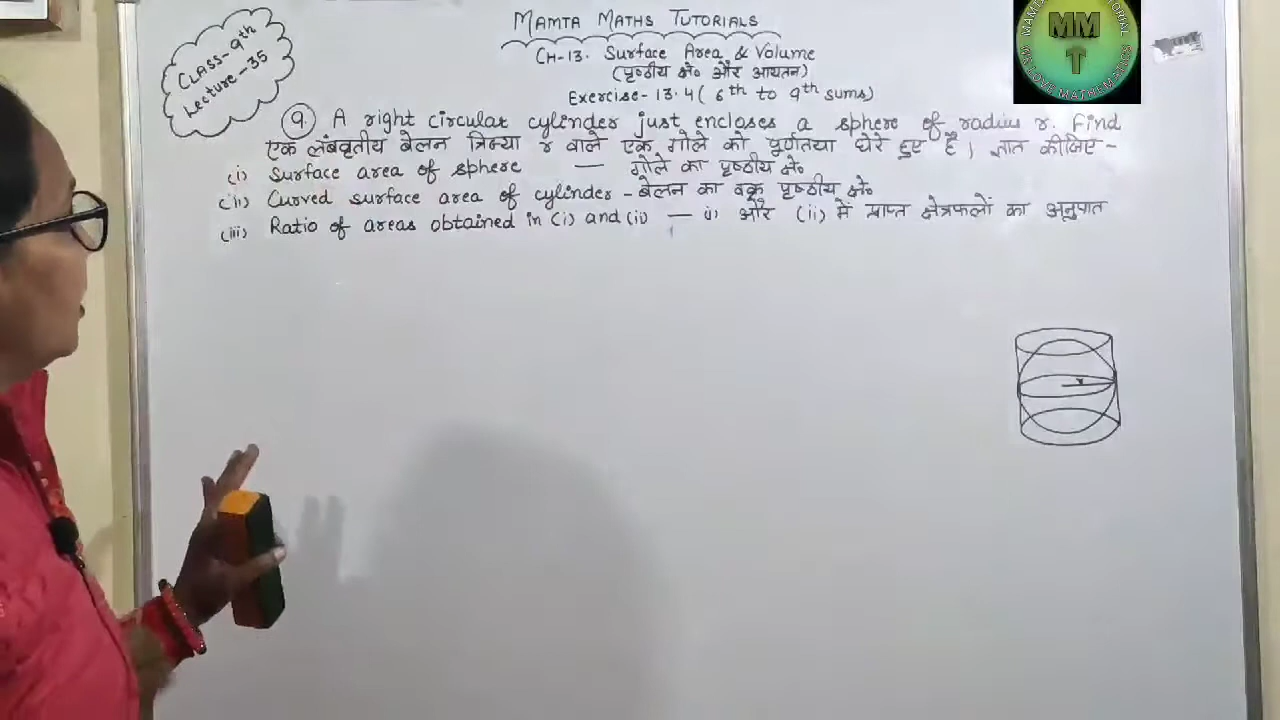 MAMTA MATHS TUTORIALS
CLASS-9th
Lecture-35
CH-13. Surface Area & Volume
(पृष्ठीय क्षे० और आयतन)
Exercise-13.4 (6th to 9th sums)
9. A right circular cylinder just encloses a sphere of radius r. Find
एक लंबवृतीय बेलन त्रिज्या r वाले एक गोले को पूर्णतया घेरे हुए है। ज्ञात कीजिए -
(i) Surface area of sphere — गोले का पृष्ठीय क्षे०
(ii) Curved surface area of cylinder - बेलन का वक्र पृष्ठीय क्षे०
(iii) Ratio of areas obtained in (i) and (ii) — i) और (ii) में प्राप्त क्षेत्रफलों का अनुपात
r
MM
T
MATHEMATICS